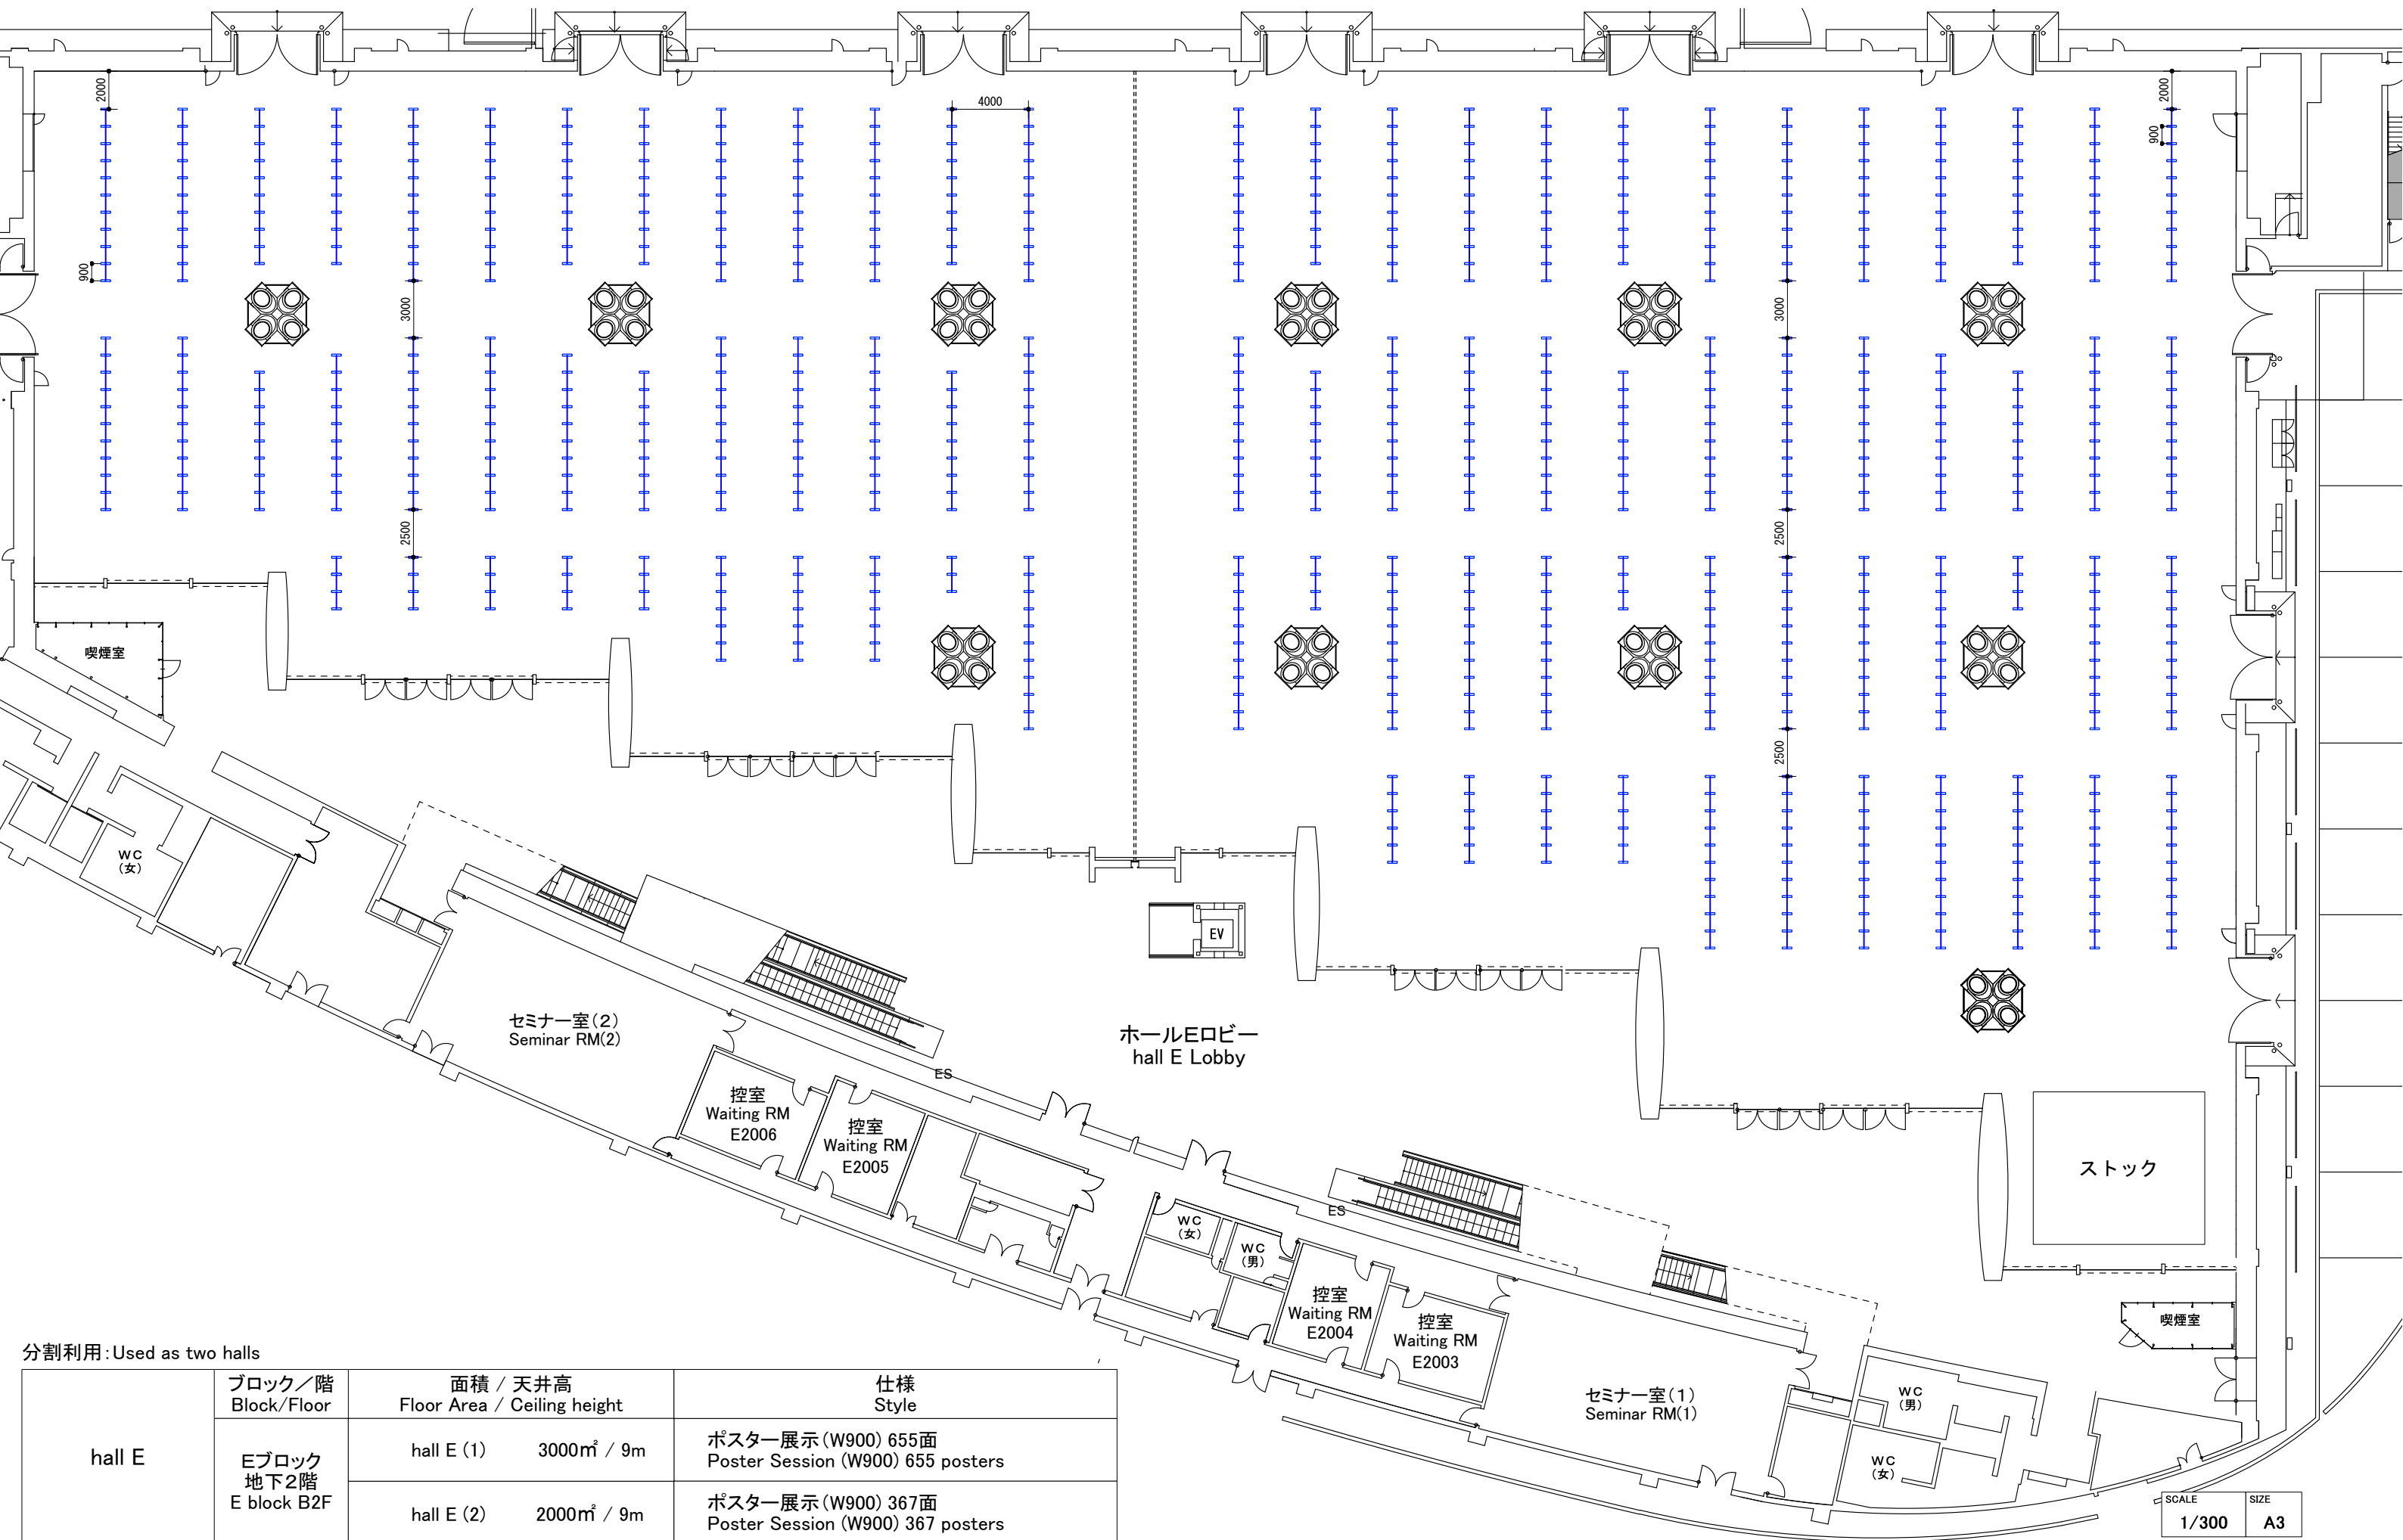 2000
4000
2000
900
900
3000
3000
2500
2500
喫煙室
2500
WC
(女)
EV
セミナー室(2)
Seminar RM(2)
ホールEロビー
hall E Lobby
ES
控室
Waiting RM
E2006
控室
Waiting RM
E2005
ストック
ES
WC
(女)
WC
(男)
控室
Waiting RM
E2004
控室
Waiting RM
E2003
喫煙室
セミナー室(1)
Seminar RM(1)
WC
(男)
WC
(女)
分割利用:Used as two halls
hall E
ブロック/階
Block/Floor
面積 / 天井高
Floor Area / Ceiling height
仕様
Style
Eブロック
地下2階
E block B2F
hall E (1) 3000㎡ / 9m
ポスター展示(W900) 655面
Poster Session (W900) 655 posters
hall E (2) 2000㎡ / 9m
ポスター展示(W900) 367面
Poster Session (W900) 367 posters
SCALE
1/300
SIZE
A3